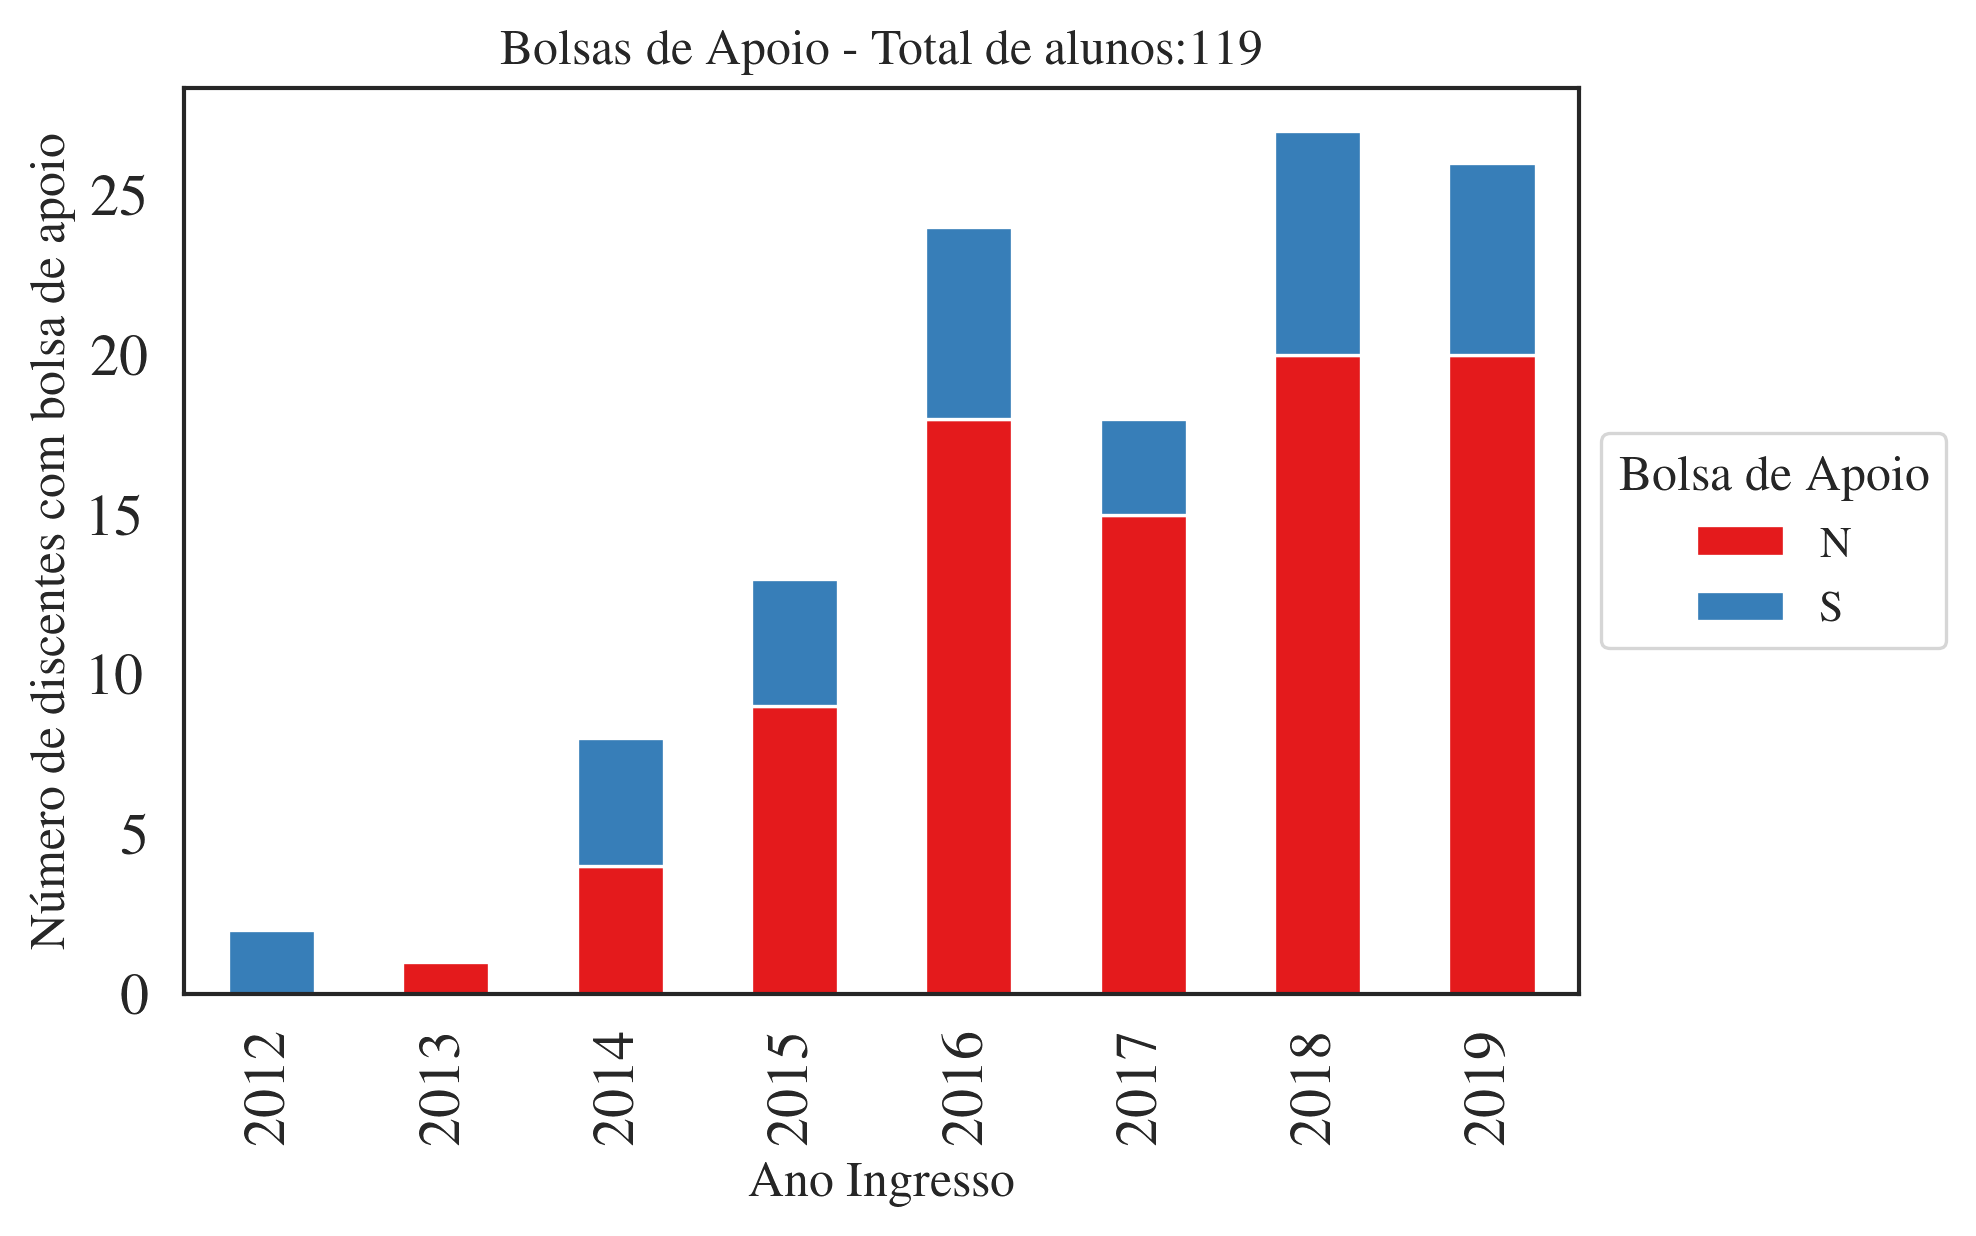 Bolsas de Apoio - Total de alunos:119
Número de discentes com bolsa de apoio
25
20
15
10
5
0
2012
2013
2014
2015
2016
2017
2018
2019
Ano Ingresso
Bolsa de Apoio
N
S